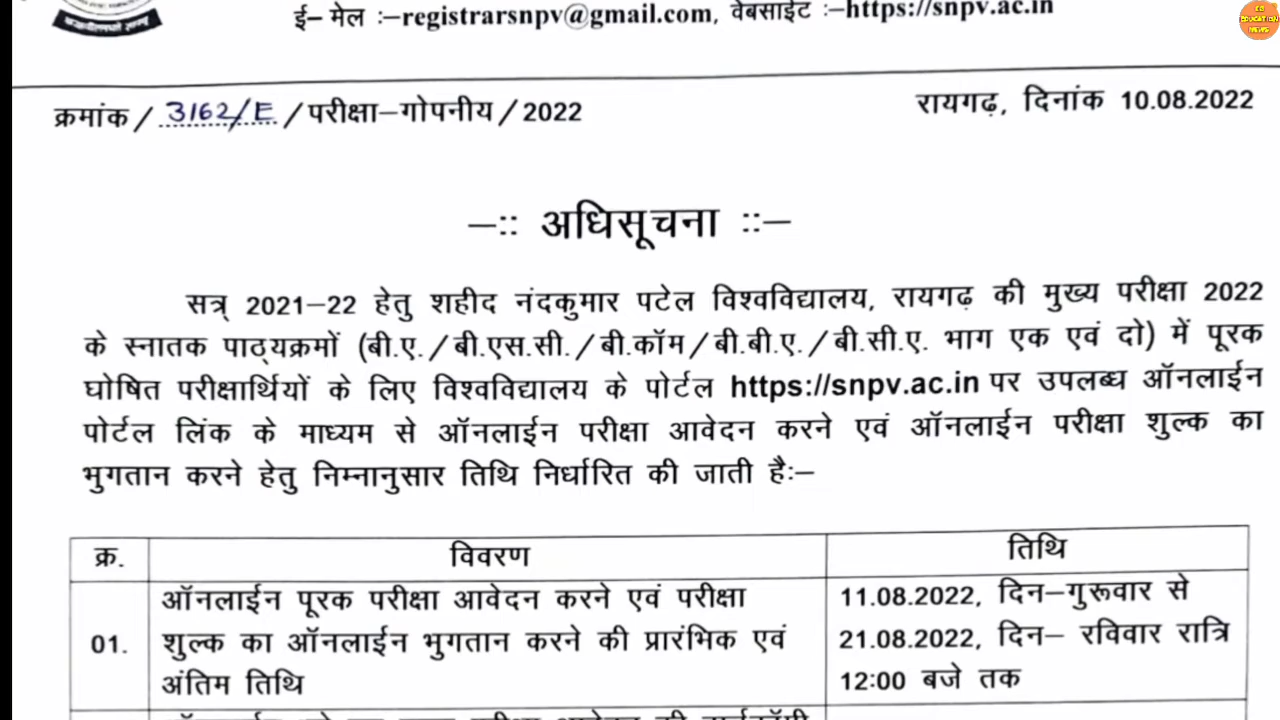 ई– मेल :–registrarsnpv@gmail.com, वेबसाईट :–https://snpv.ac.in
CG EDUCATION NEWS
क्रमांक / 3162/E / परीक्षा–गोपनीय / 2022 रायगढ़, दिनांक 10.08.2022
–:: अधिसूचना ::–
सत्र् 2021–22 हेतु शहीद नंदकुमार पटेल विश्वविद्यालय, रायगढ़ की मुख्य परीक्षा 2022
के स्नातक पाठ्यक्रमों (बी.ए. / बी.एस.सी. / बी.कॉम / बी.बी.ए. / बी.सी.ए. भाग एक एवं दो) में पूरक
घोषित परीक्षार्थियों के लिए विश्वविद्यालय के पोर्टल https://snpv.ac.in पर उपलब्ध ऑनलाईन
पोर्टल लिंक के माध्यम से ऑनलाईन परीक्षा आवेदन करने एवं ऑनलाईन परीक्षा शुल्क का
भुगतान करने हेतु निम्नानुसार तिथि निर्धारित की जाती है:–
क्र. विवरण तिथि
01. ऑनलाईन पूरक परीक्षा आवेदन करने एवं परीक्षा
शुल्क का ऑनलाईन भुगतान करने की प्रारंभिक एवं
अंतिम तिथि
11.08.2022, दिन–गुरूवार से
21.08.2022, दिन– रविवार रात्रि
12:00 बजे तक